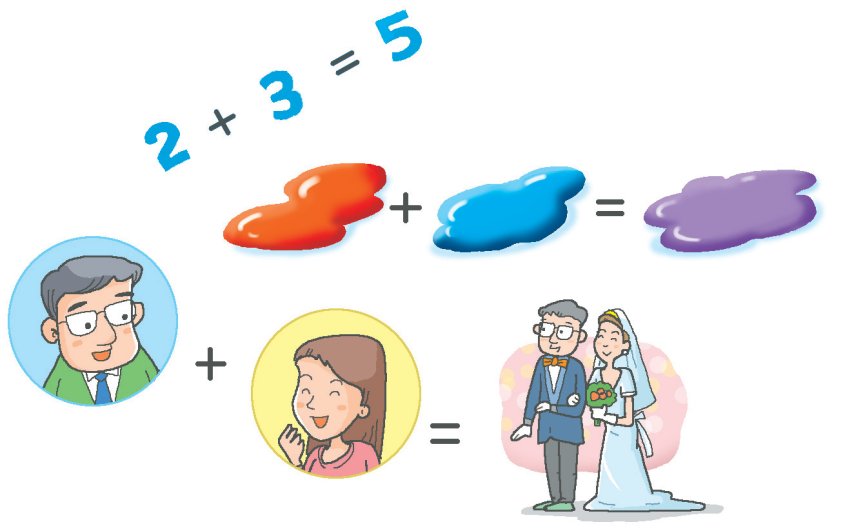 2 + 3 = 5
+ =
+ =